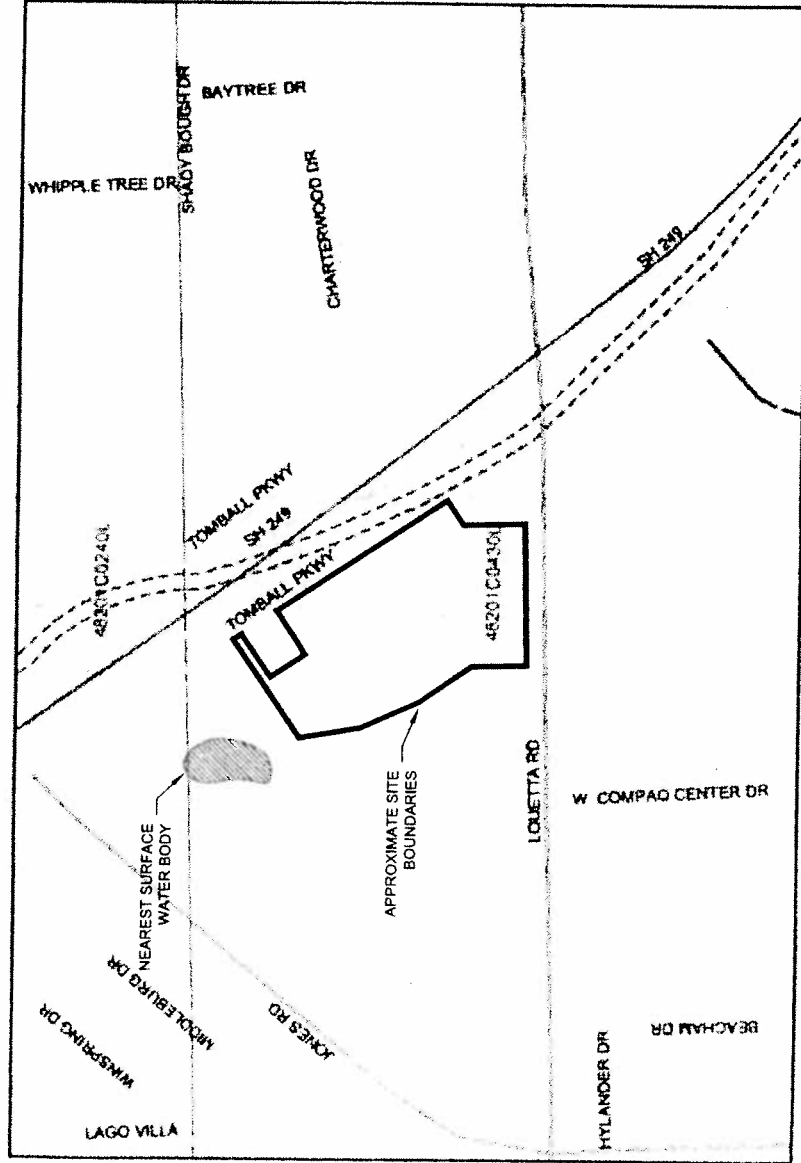 WHIPPLE TREE DR
SHADY BOUGH DR
BAYTREE DR
CHARTERWOOD DR
SH 249
48201C0240L
TOMBALL PKWY
SH 249
TOMBALL PKWY
48201C0430L
NEAREST SURFACE
WATER BODY
APPROXIMATE SITE
BOUNDARIES
LOUETTA RD
W COMPAQ CENTER DR
WINSPRING DR
MIDDLEBURG DR
JONES RD
LAGO VILLA
HYLANDER DR
BEACHAM DR